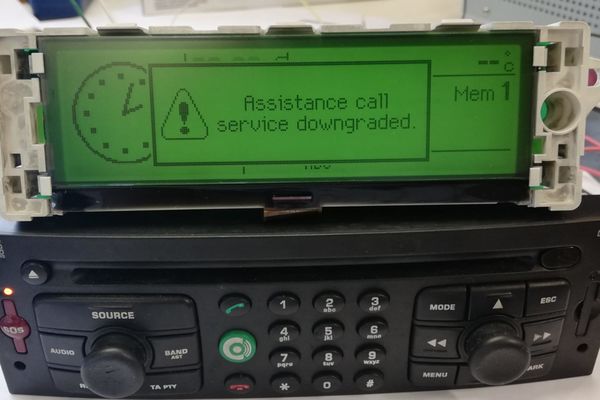 -- °C
Mem 1
Assistance call
service downgraded.
SOURCE
1
2 abc
3 def
MODE
ESC
SOS
AUDIO
BAND
AST
4 ghi
5 jkl
6 mno
7 pqrs
8 tuv
9 wxyz
MENU
TA PTY
*
0
#